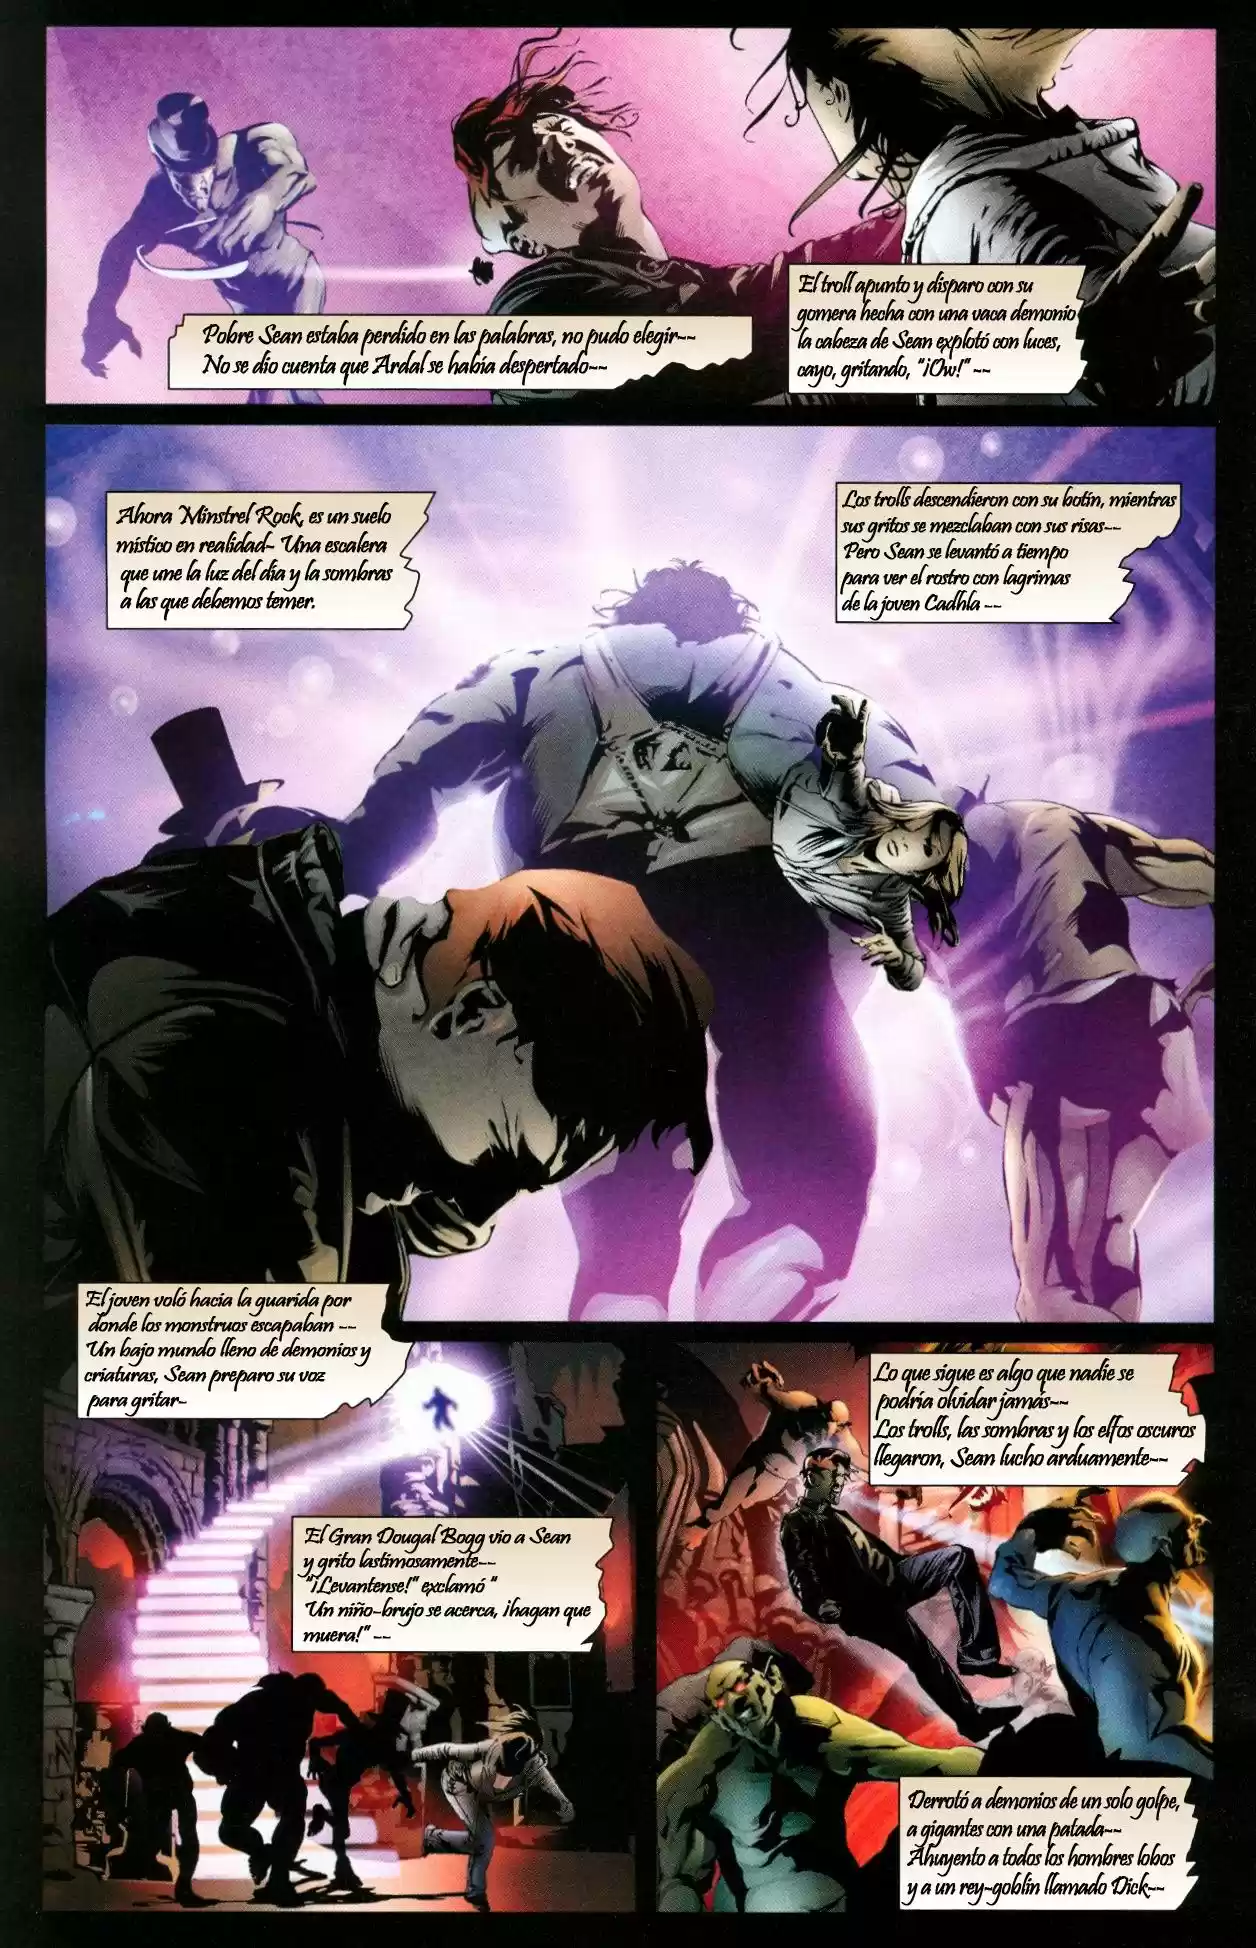 Pobre Sean estaba perdido en las palabras, no pudo elegir--
No se dio cuenta que Ardal se había despertado--
El troll apunto y disparo con su
gomera hecha con una vaca demonio
la cabeza de Sean explotó con luces,
cayo, gritando, "¡Ow!" --
Ahora Minstrel Rock, es un suelo
místico en realidad- Una escalera
que une la luz del día y la sombras
a las que debemos temer.
Los trolls descendieron con su botín, mientras
sus gritos se mezclaban con sus risas--
Pero Sean se levantó a tiempo
para ver el rostro con lagrimas
de la joven Cadhla --
El joven voló hacia la guarida por
donde los monstruos escapaban --
Un bajo mundo lleno de demonios y
criaturas, Sean preparo su voz
para gritar-
El Gran Dougal Bogg vio a Sean
y grito lastimosamente--
"¡Levantense!" exclamó "
Un niño-brujo se acerca, ¡hagan que
muera!" --
Lo que sigue es algo que nadie se
podría olvidar jamás--
Los trolls, las sombras y los elfos oscuros
llegaron, Sean lucho arduamente--
Derrotó a demonios de un solo golpe,
a gigantes con una patada--
Ahuyento a todos los hombres lobos
y a un rey-goblin llamado Dick--